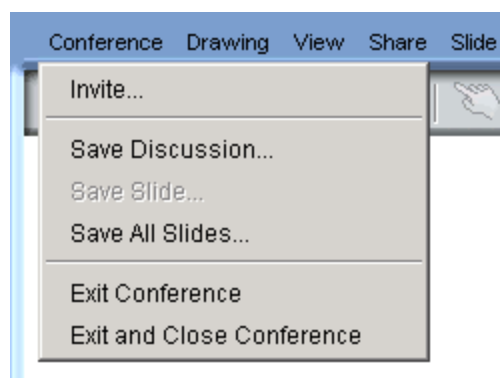 Conference Drawing View Share Slide
Invite...
Save Discussion...
Save Slide...
Save All Slides...
Exit Conference
Exit and Close Conference